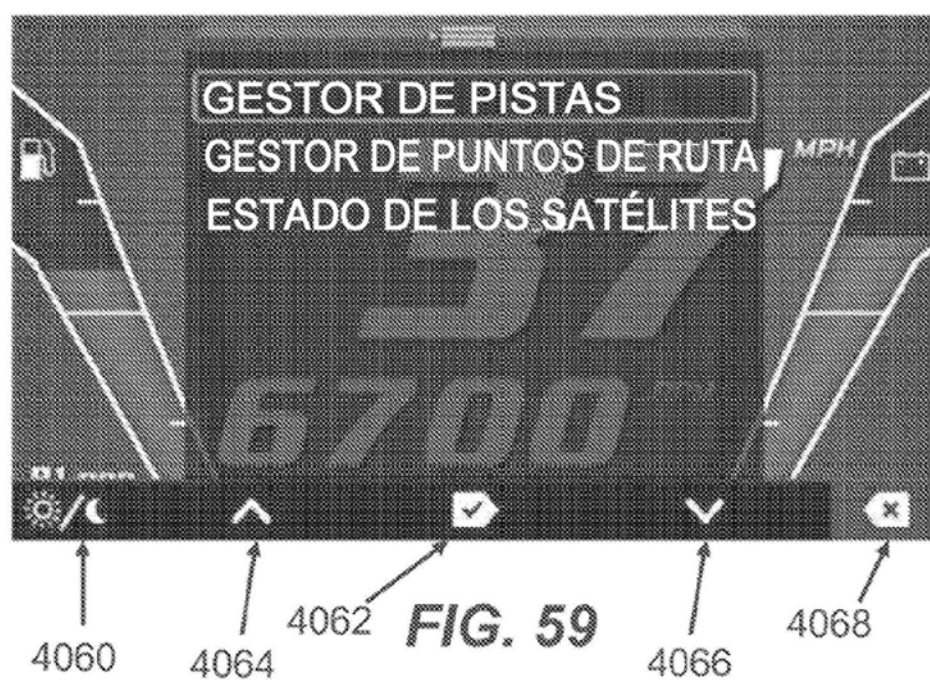 GESTOR DE PISTAS
GESTOR DE PUNTOS DE RUTA
MPH
ESTADO DE LOS SATÉLITES
37
6700
4060
4064
4062
FIG. 59
4066
4068